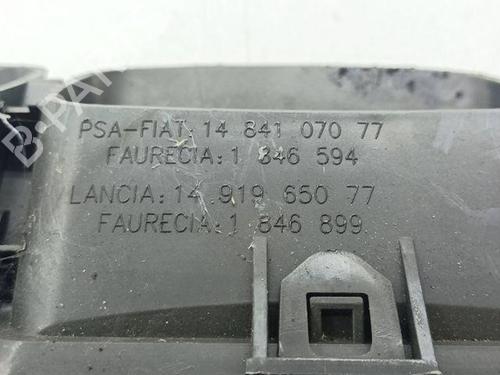 B-PARTS
PSA-FIAT:14 841 070 77
FAURECIA:1 846 594
LANCIA:14 919 650 77
FAURECIA:1 846 899